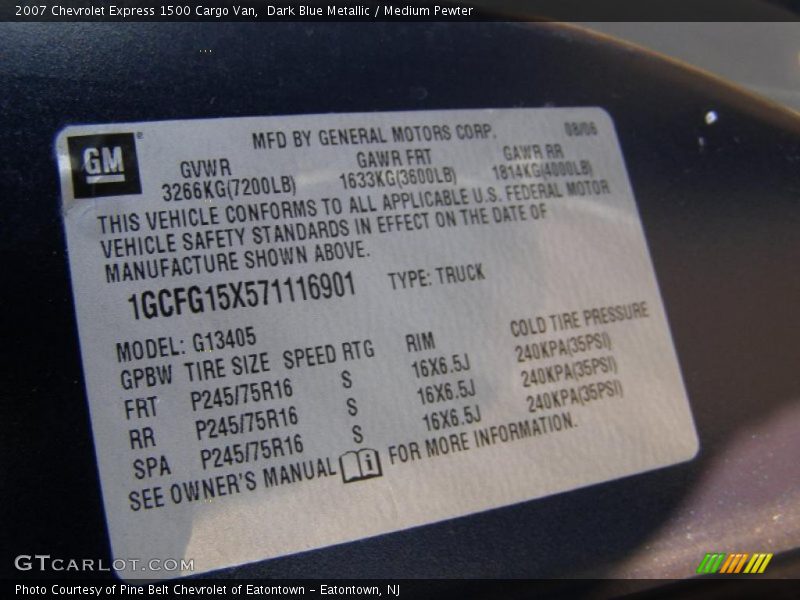 2007 Chevrolet Express 1500 Cargo Van, Dark Blue Metallic / Medium Pewter
GM
MFD BY GENERAL MOTORS CORP. 08/06
GVWR GAWR FRT GAWR RR
3266KG(7200LB) 1633KG(3600LB) 1814KG(4000LB)
THIS VEHICLE CONFORMS TO ALL APPLICABLE U.S. FEDERAL MOTOR
VEHICLE SAFETY STANDARDS IN EFFECT ON THE DATE OF
MANUFACTURE SHOWN ABOVE.
1GCFG15X571116901 TYPE: TRUCK
MODEL: G13405
GPBW TIRE SIZE SPEED RTG RIM COLD TIRE PRESSURE
FRT P245/75R16 S 16X6.5J 240KPA(35PSI)
RR P245/75R16 S 16X6.5J 240KPA(35PSI)
SPA P245/75R16 S 16X6.5J 240KPA(35PSI)
SEE OWNER'S MANUAL i FOR MORE INFORMATION.
GTCARLOT.COM
Photo Courtesy of Pine Belt Chevrolet of Eatontown – Eatontown, NJ